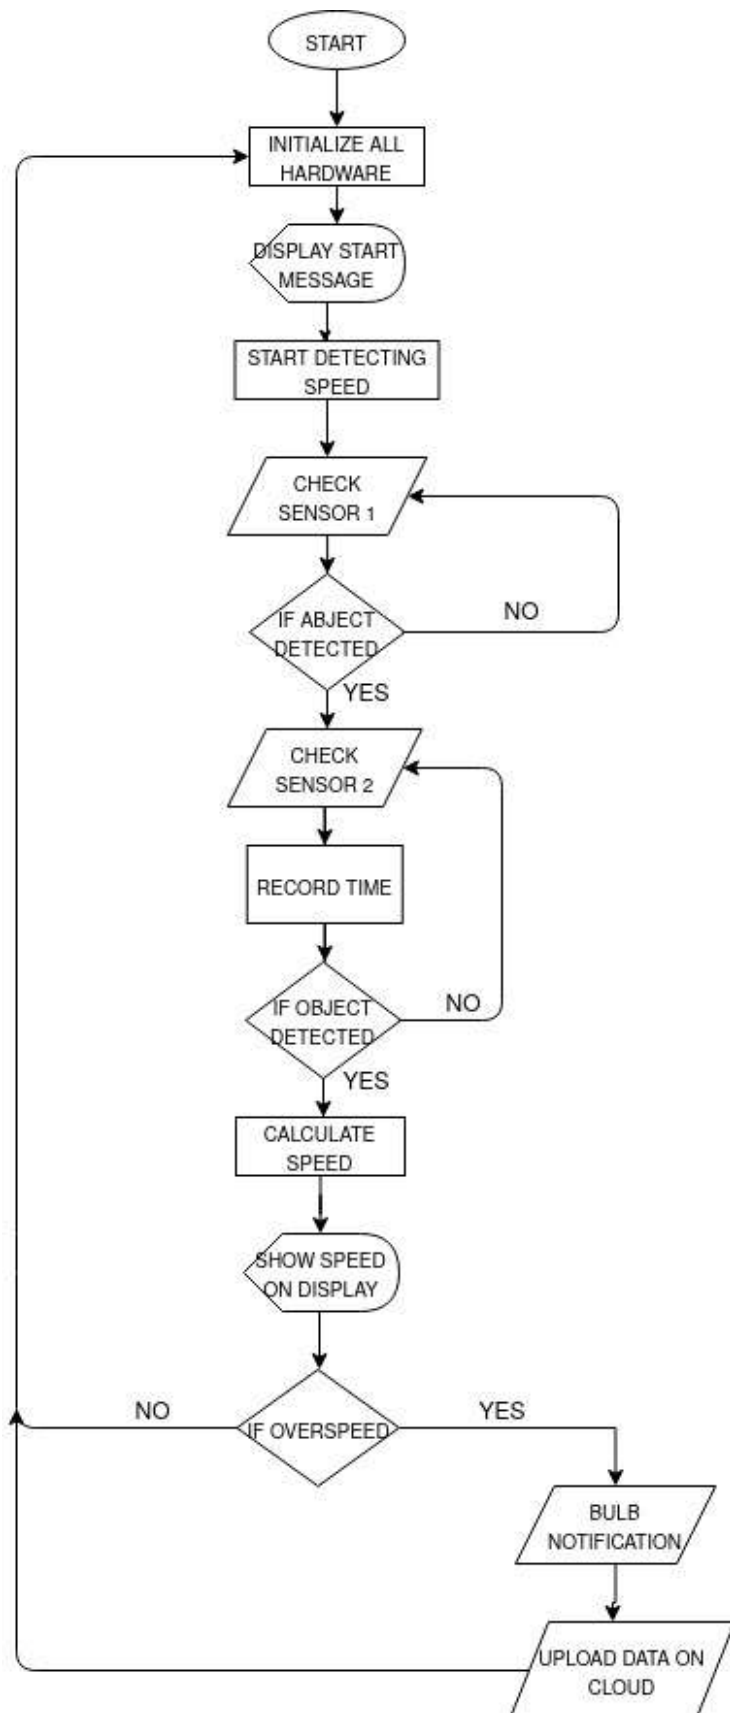 START
INITIALIZE ALL
HARDWARE
DISPLAY START
MESSAGE
START DETECTING
SPEED
CHECK
SENSOR 1
IF ABJECT
DETECTED
NO
YES
CHECK
SENSOR 2
RECORD TIME
IF OBJECT
DETECTED
NO
YES
CALCULATE
SPEED
SHOW SPEED
ON DISPLAY
NO
IF OVERSPEED
YES
BULB
NOTIFICATION
UPLOAD DATA ON
CLOUD